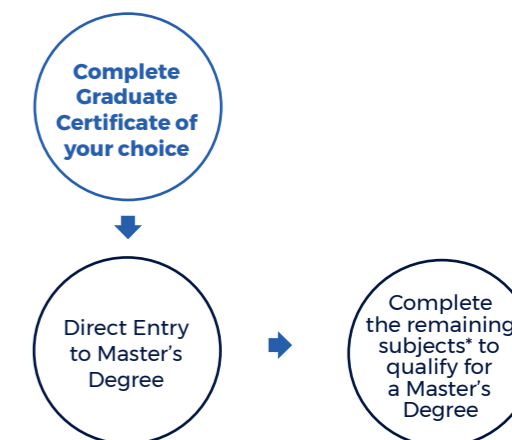 Complete
Graduate
Certificate of
your choice
Direct Entry
to Master's
Degree
Complete
the remaining
subjects* to
qualify for
a Master's
Degree